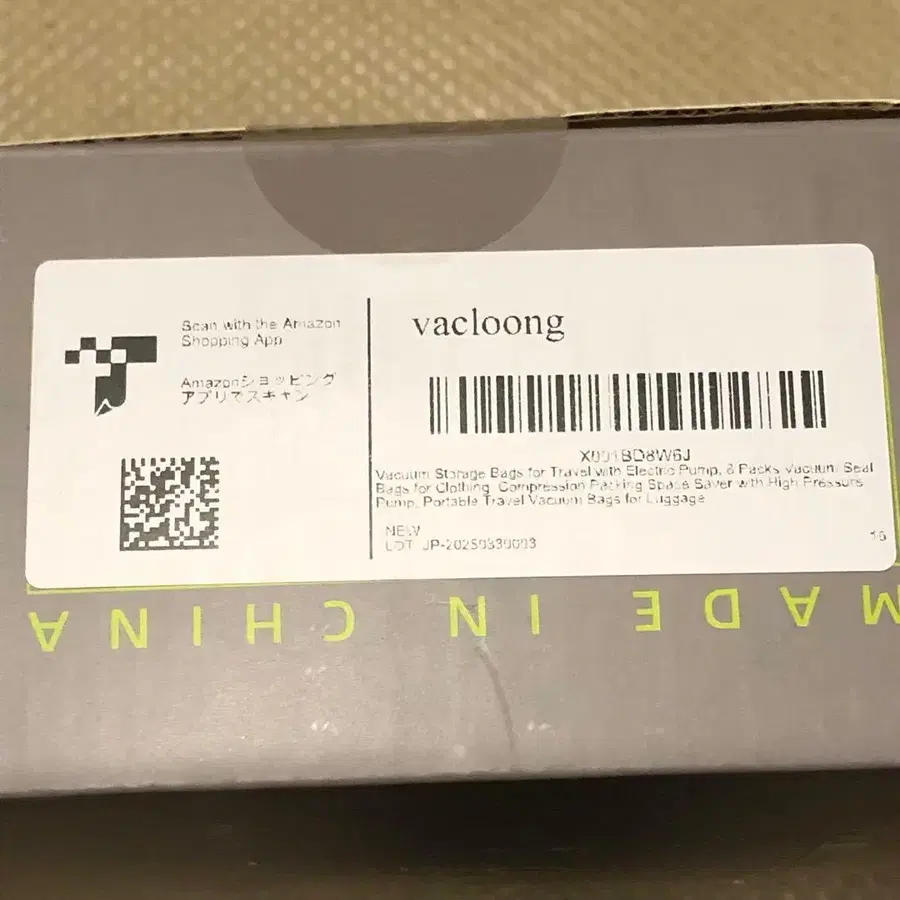 Scan with the Amazon
Shopping App
Amazonショッピング
アプリでスキャン
vacloong
X001BD8W6J
Vacuum Storage Bags for Travel with Electric Pump, 8 Packs Vacuum Seal
Bags for Clothing, Compression Packing Space Saver with High Pressure
Pump, Portable Travel Vacuum Bags for Luggage
NEW
LOT JP-20250330003
16
MADE IN CHINA